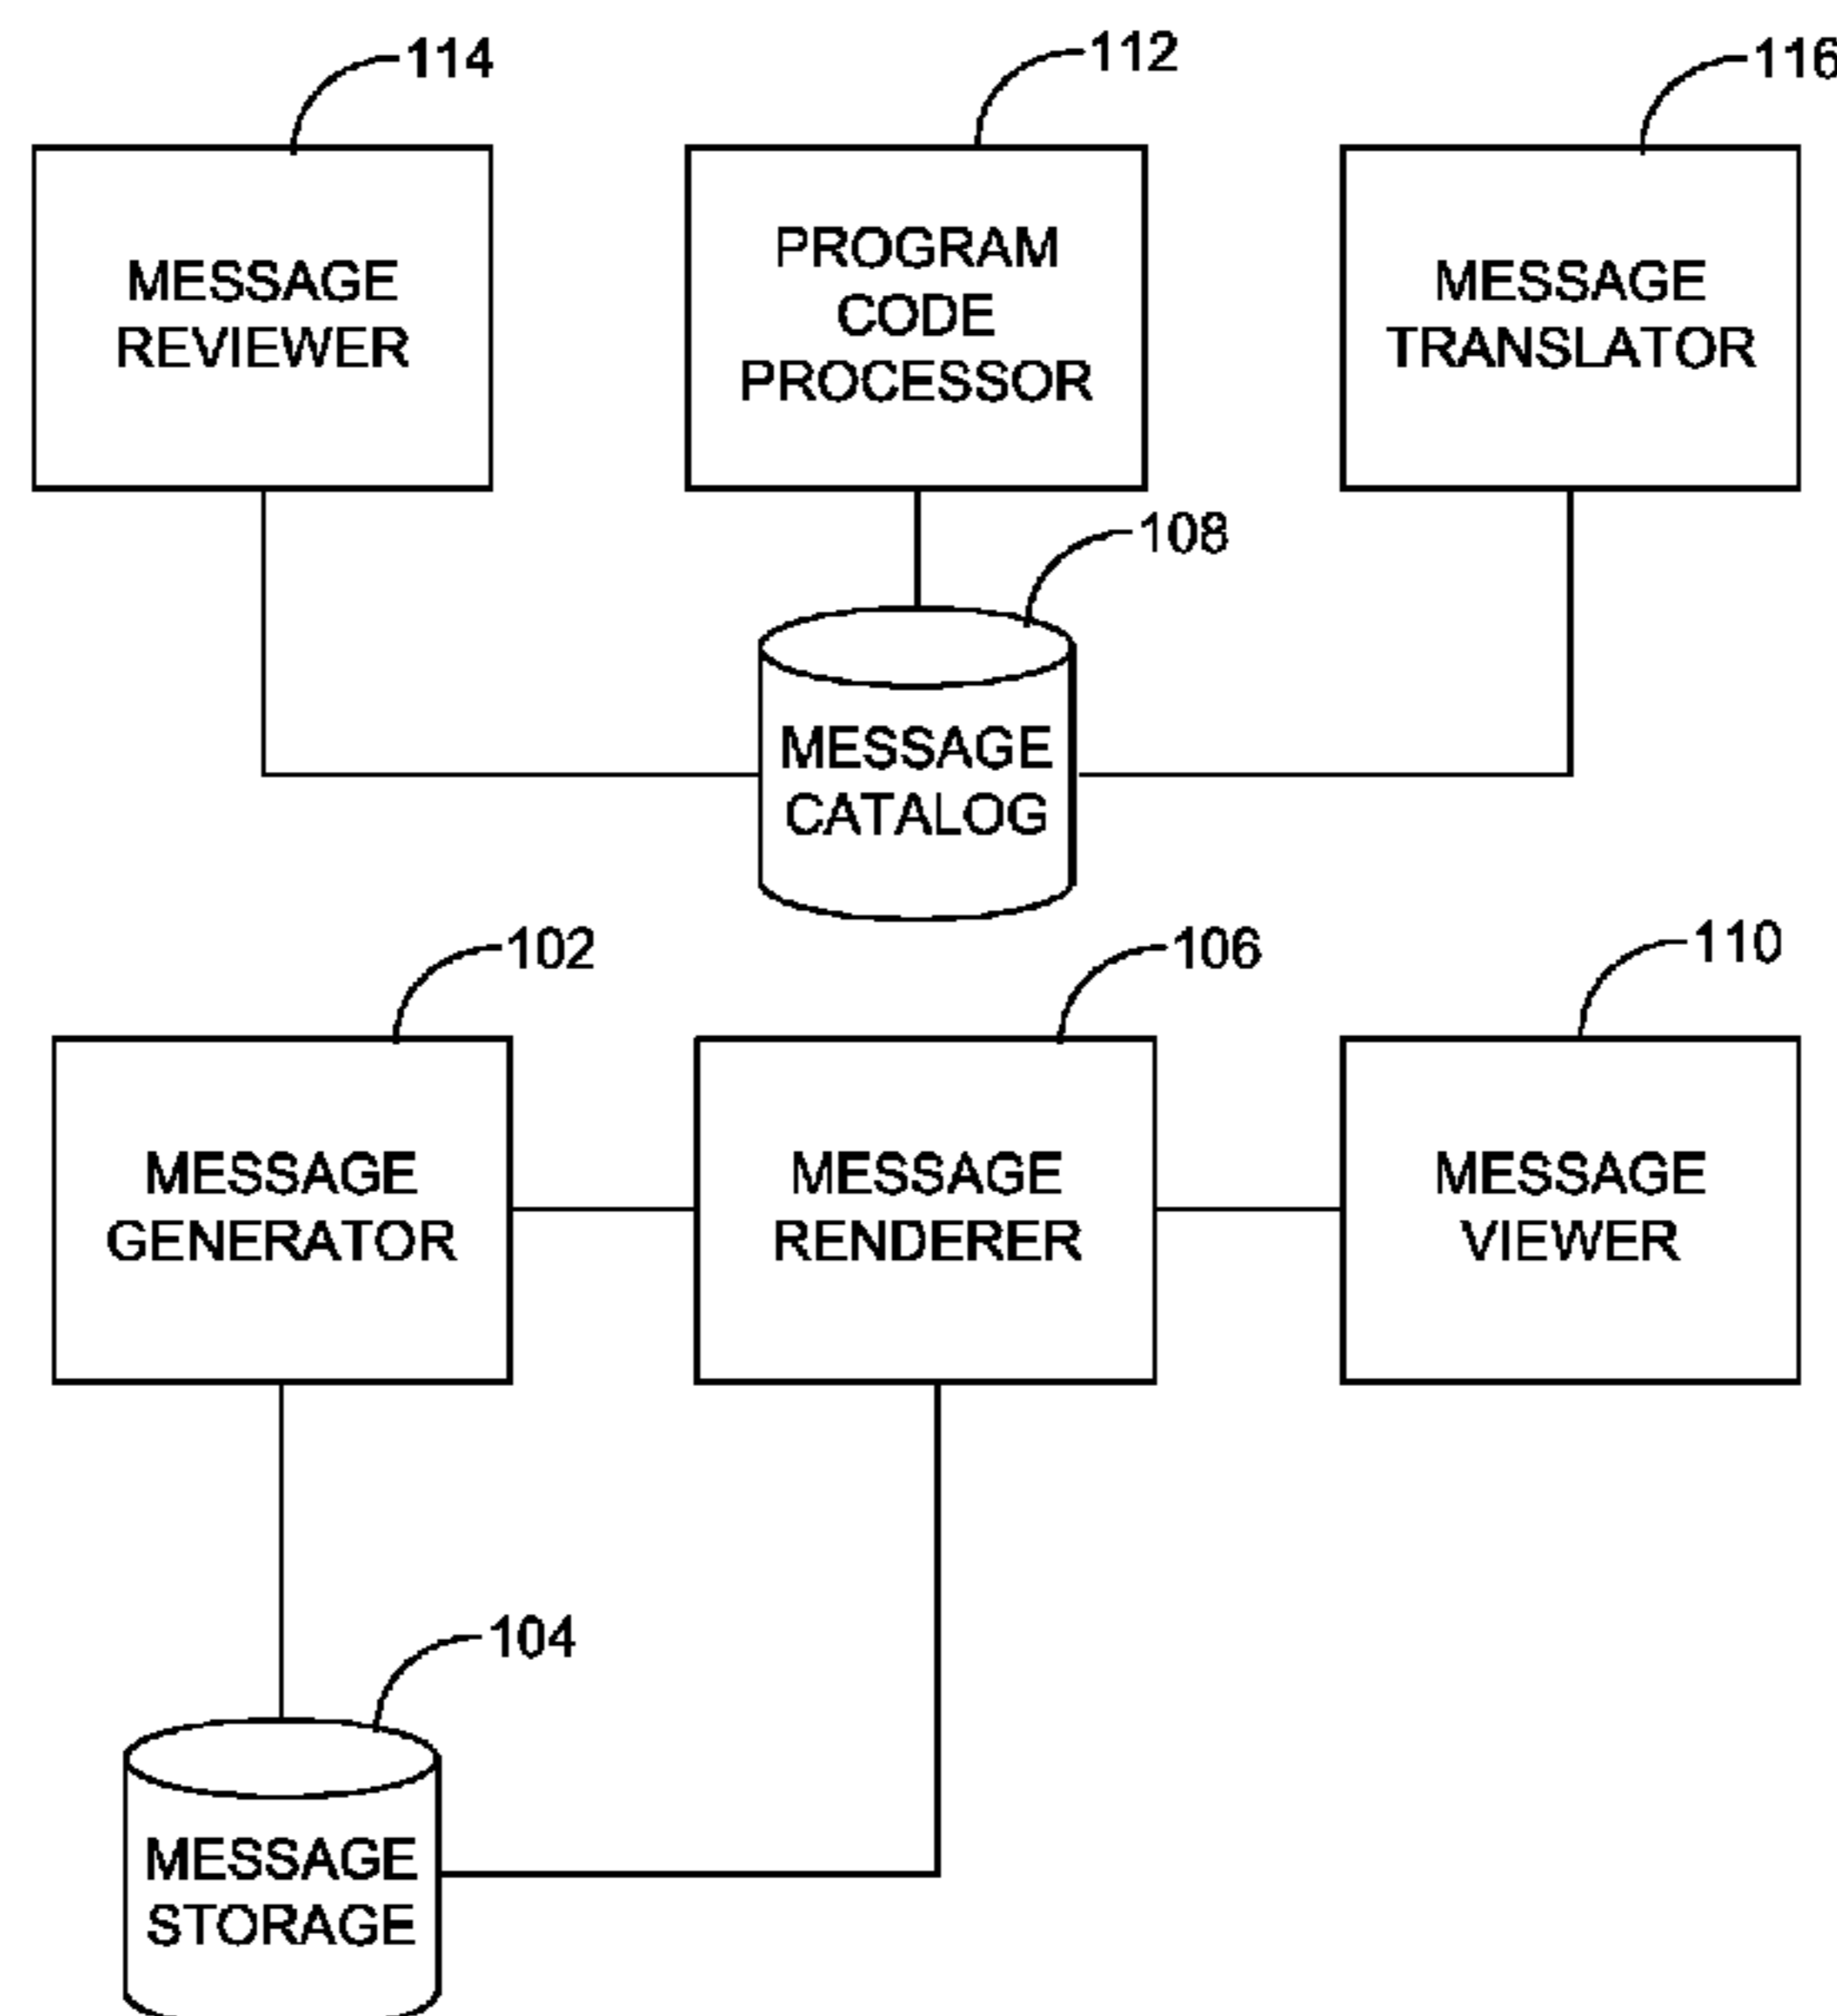 114
112
116
MESSAGE
REVIEWER
PROGRAM
CODE
PROCESSOR
MESSAGE
TRANSLATOR
108
MESSAGE
CATALOG
102
106
110
MESSAGE
GENERATOR
MESSAGE
RENDERER
MESSAGE
VIEWER
104
MESSAGE
STORAGE